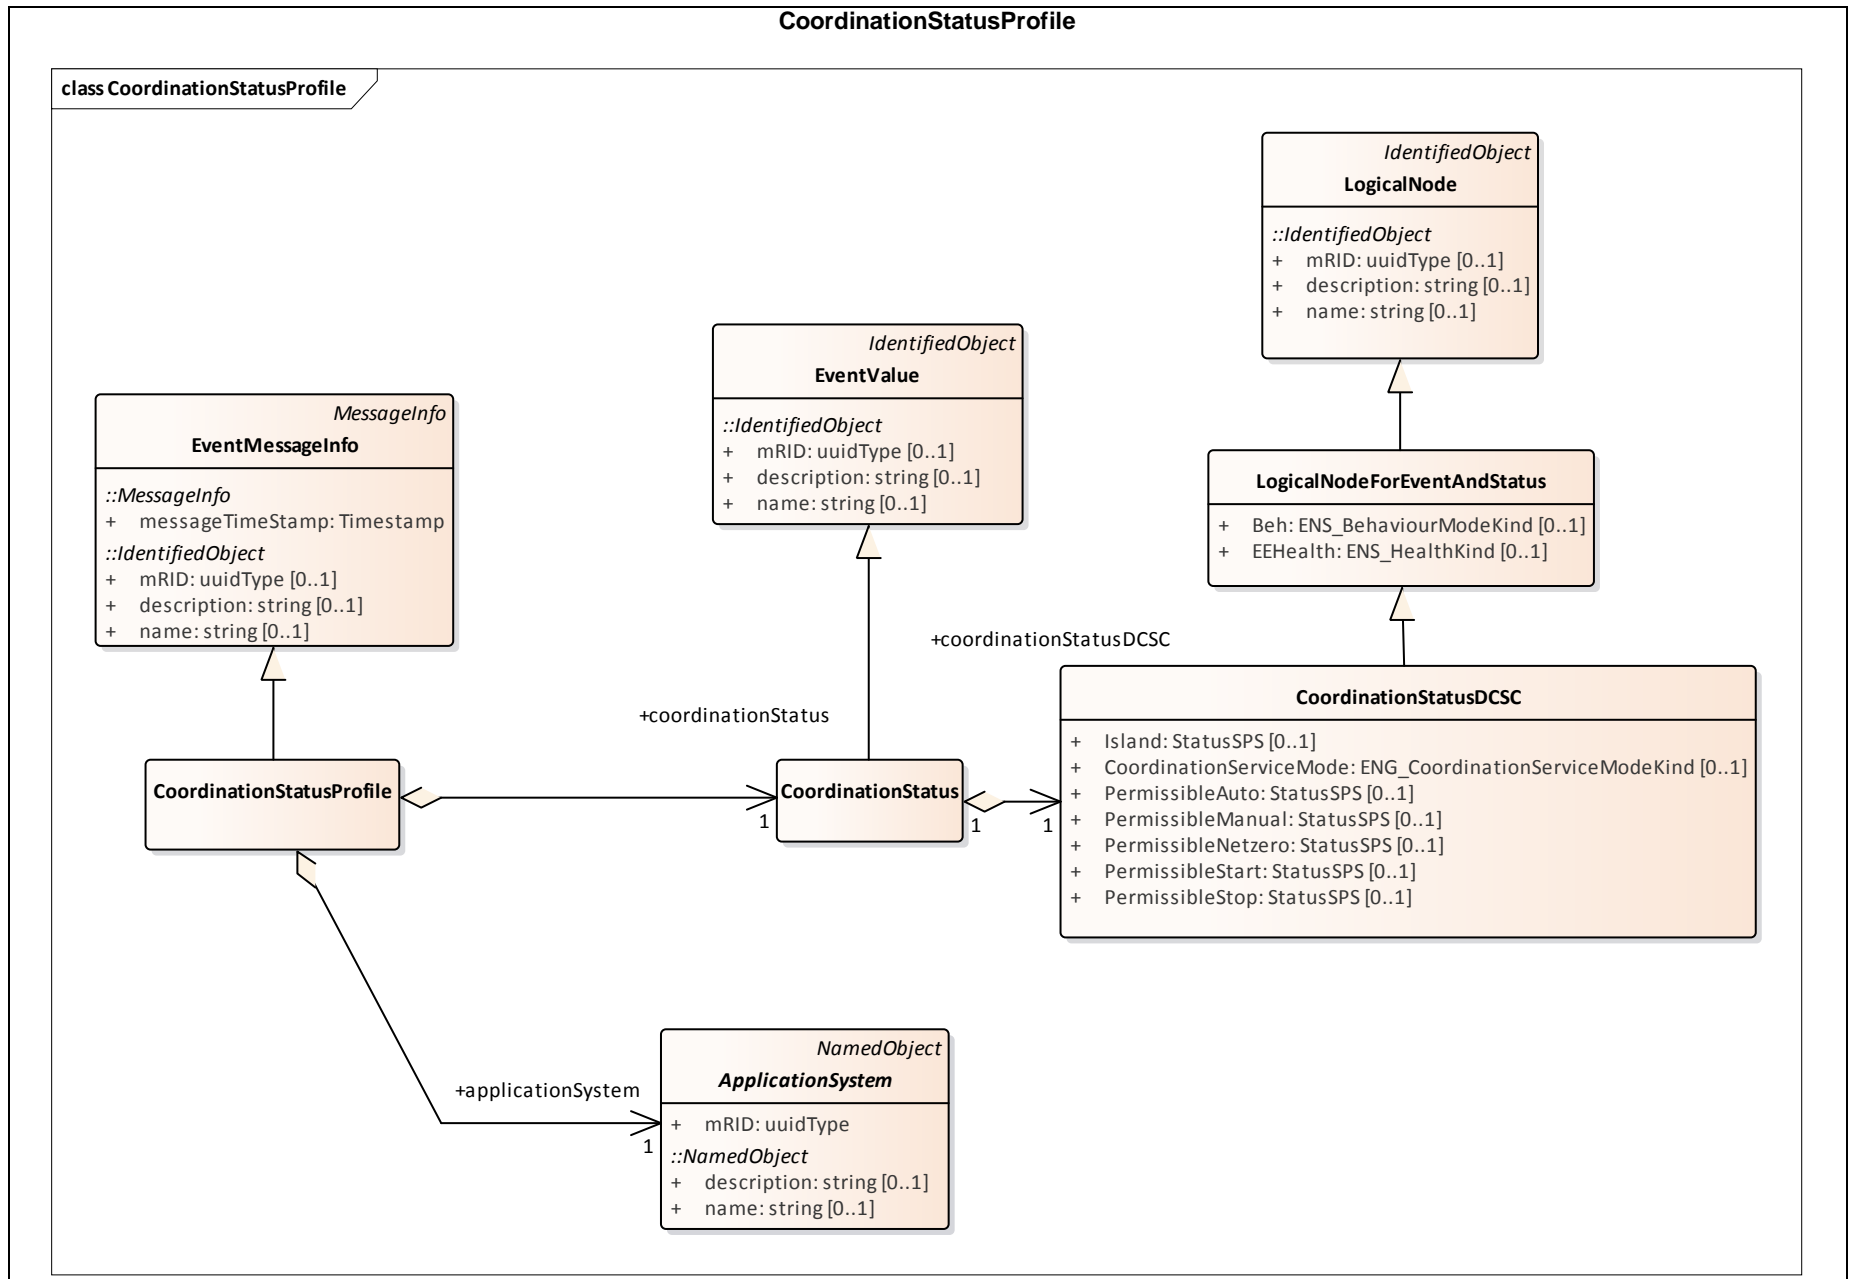 CoordinationStatusProfile
class CoordinationStatusProfile
IdentifiedObject
LogicalNode
::IdentifiedObject
+ mRID: uuidType [0..1]
+ description: string [0..1]
+ name: string [0..1]
IdentifiedObject
EventValue
::IdentifiedObject
+ mRID: uuidType [0..1]
+ description: string [0..1]
+ name: string [0..1]
MessageInfo
EventMessageInfo
::MessageInfo
+ messageTimeStamp: Timestamp
::IdentifiedObject
+ mRID: uuidType [0..1]
+ description: string [0..1]
+ name: string [0..1]
LogicalNodeForEventAndStatus
+ Beh: ENS_BehaviourModeKind [0..1]
+ EEHealth: ENS_HealthKind [0..1]
+coordinationStatusDCSC
+coordinationStatus
CoordinationStatusDCSC
+ Island: StatusSPS [0..1]
+ CoordinationServiceMode: ENG_CoordinationServiceModeKind [0..1]
+ PermissibleAuto: StatusSPS [0..1]
+ PermissibleManual: StatusSPS [0..1]
+ PermissibleNetzero: StatusSPS [0..1]
+ PermissibleStart: StatusSPS [0..1]
+ PermissibleStop: StatusSPS [0..1]
CoordinationStatusProfile
1
CoordinationStatus
1
1
+applicationSystem
1
NamedObject
ApplicationSystem
+ mRID: uuidType
::NamedObject
+ description: string [0..1]
+ name: string [0..1]